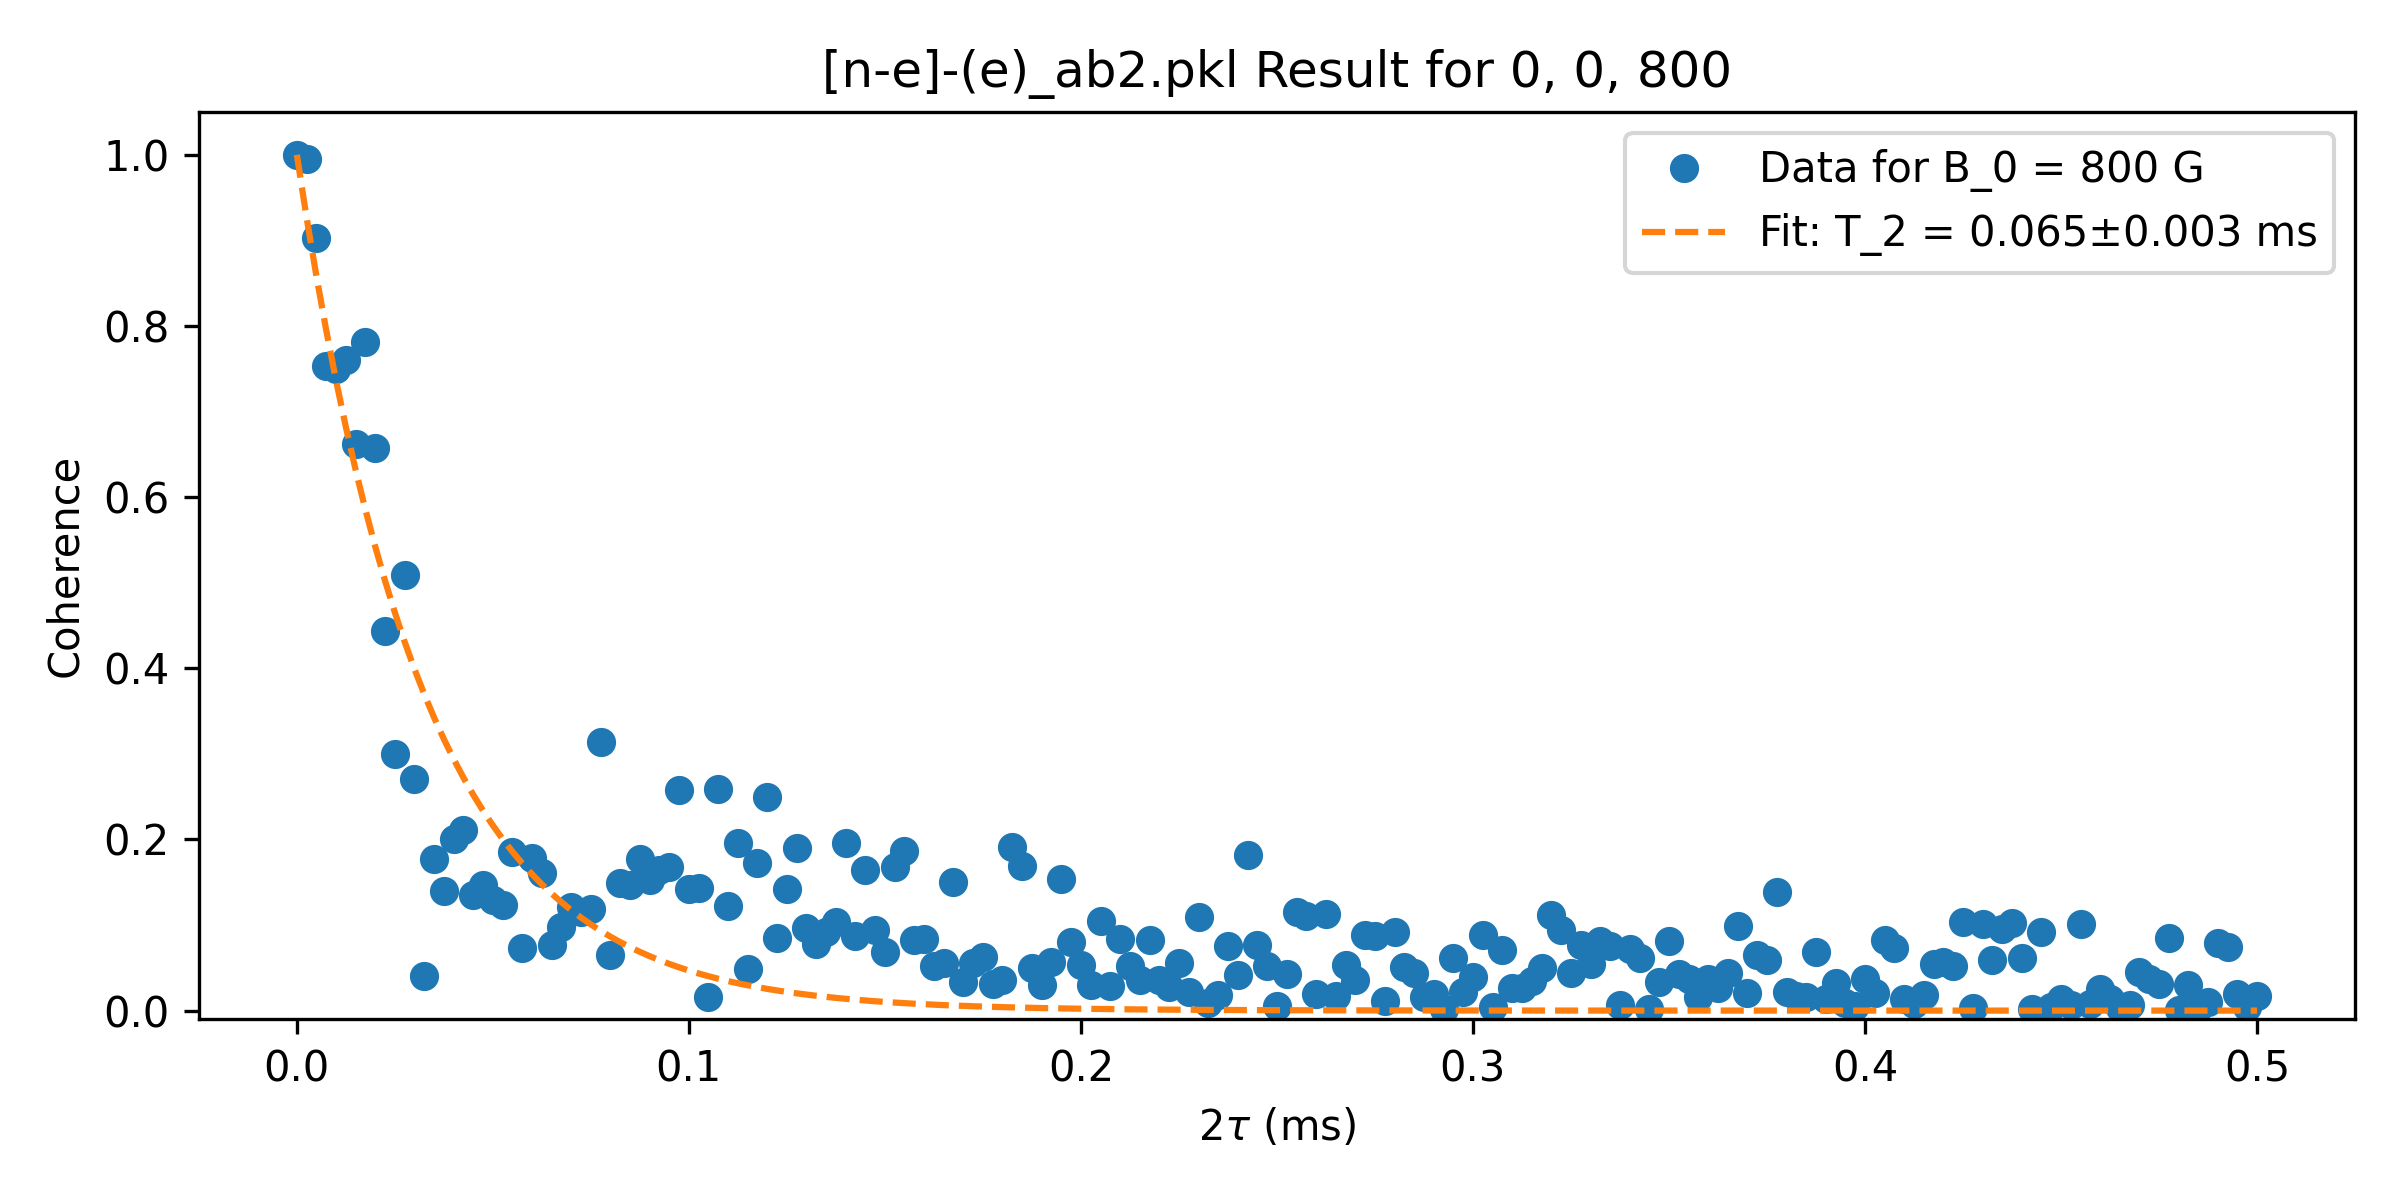 [n-e]-(e)_ab2.pkl Result for 0, 0, 800
Data for B_0 = 800 G
Fit: T_2 = 0.065±0.003 ms
Coherence
1.0
0.8
0.6
0.4
0.2
0.0
0.0 0.1 0.2 0.3 0.4 0.5
2τ (ms)